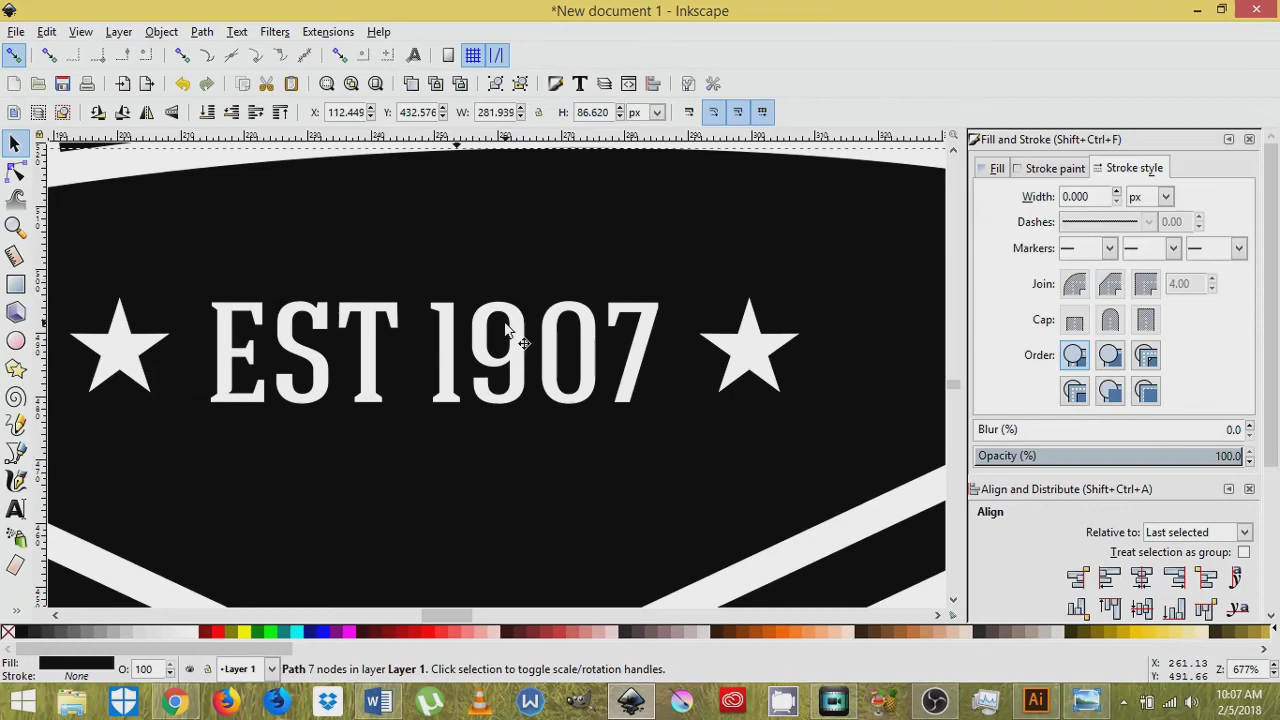 *New document 1 - Inkscape
File Edit View Layer Object Path Text Filters Extensions Help
X: 112.449 Y: 432.576 W: 281.939 H: 86.620 px
Fill and Stroke (Shift+Ctrl+F)
Fill Stroke paint Stroke style
Width: 0.000 px
Dashes: 0.00
Markers:
Join: 4.00
Cap:
Order:
EST 1907
Blur (%) 0.0
Opacity (%) 100.0
Align and Distribute (Shift+Ctrl+A)
Align
Relative to: Last selected
Treat selection as group:
Fill: O: 100 Layer 1 Path 7 nodes in layer Layer 1. Click selection to toggle scale/rotation handles. X: 261.13 Z: 677%
Stroke: None Y: 491.66
10:07 AM
2/5/2018